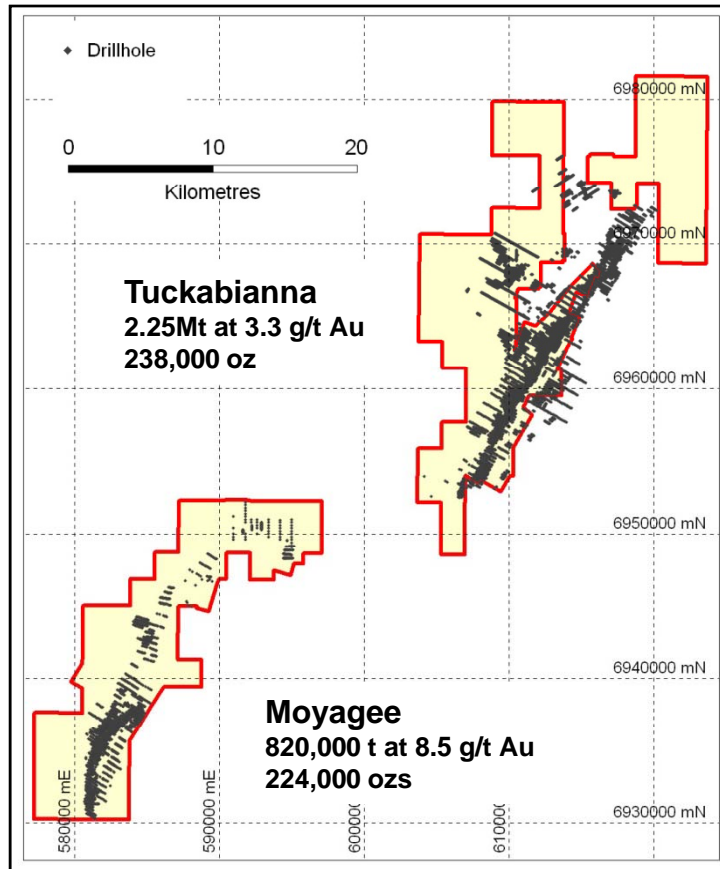 Drillhole
0 10 20
Kilometres
6980000 mN
6970000 mN
Tuckabianna
2.25Mt at 3.3 g/t Au
238,000 oz
6960000 mN
6950000 mN
6940000 mN
Moyagee
820,000 t at 8.5 g/t Au
224,000 ozs
6930000 mN
580000 mE
590000 mE
60000
610000